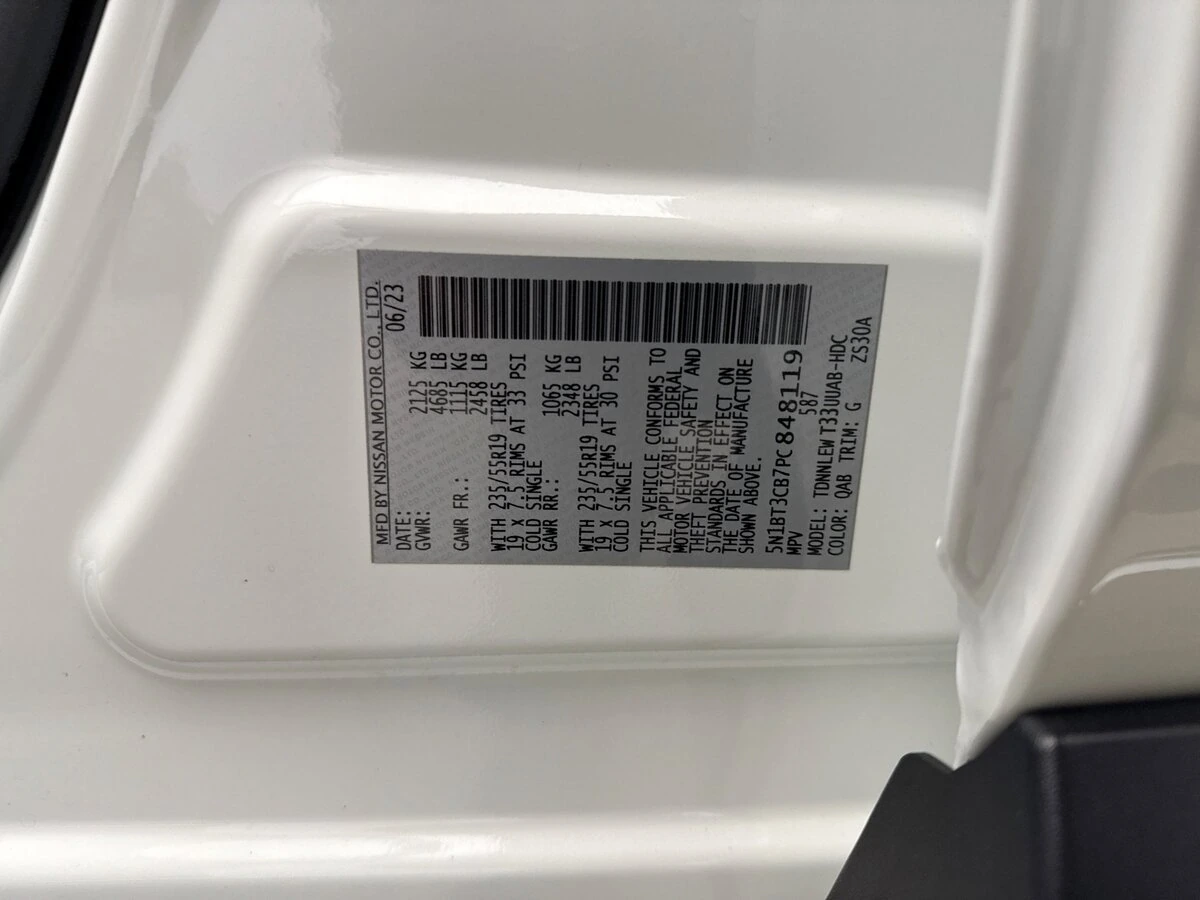 MFD BY NISSAN MOTOR CO., LTD.
DATE: 06/23
GVWR: 2125 KG
4685 LB
GAWR FR.: 1115 KG
2458 LB
WITH 235/55R19 TIRES
19 X 7.5 RIMS AT 33 PSI
COLD SINGLE
GAWR RR.: 1065 KG
2348 LB
WITH 235/55R19 TIRES
19 X 7.5 RIMS AT 30 PSI
COLD SINGLE
THIS VEHICLE CONFORMS TO
ALL APPLICABLE FEDERAL
MOTOR VEHICLE SAFETY AND
THEFT PREVENTION
STANDARDS IN EFFECT ON
THE DATE OF MANUFACTURE
SHOWN ABOVE.
5N1BT3CB7PC848119
MPV 587
MODEL: TDNNLEW T33UUAB-HDC
COLOR: QAB TRIM: G ZS30A